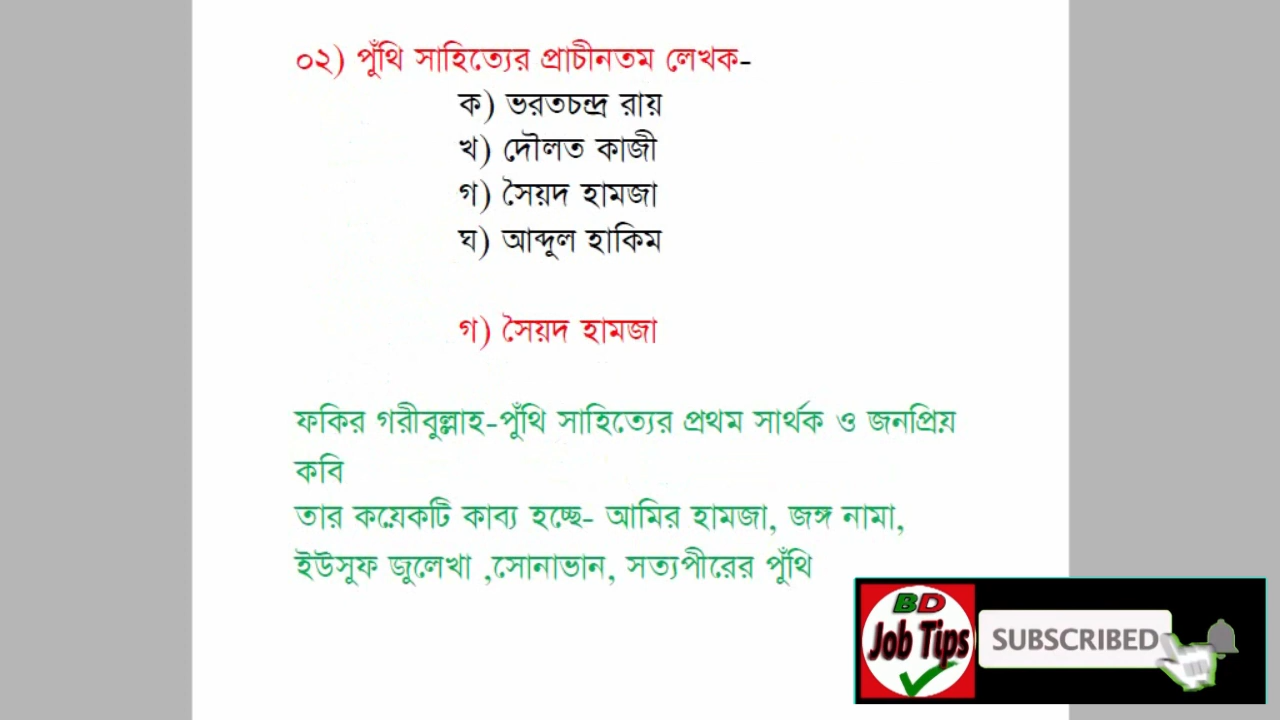 ০২) পুঁথি সাহিত্যের প্রাচীনতম লেখক-
ক) ভরতচন্দ্র রায়
খ) দৌলত কাজী
গ) সৈয়দ হামজা
ঘ) আব্দুল হাকিম
গ) সৈয়দ হামজা
ফকির গরীবুল্লাহ-পুঁথি সাহিত্যের প্রথম সার্থক ও জনপ্রিয়
কবি
তার কয়েকটি কাব্য হচ্ছে- আমির হামজা, জঙ্গ নামা,
ইউসুফ জুলেখা ,সোনাভান, সত্যপীরের পুঁথি
BD
Job Tips
SUBSCRIBED